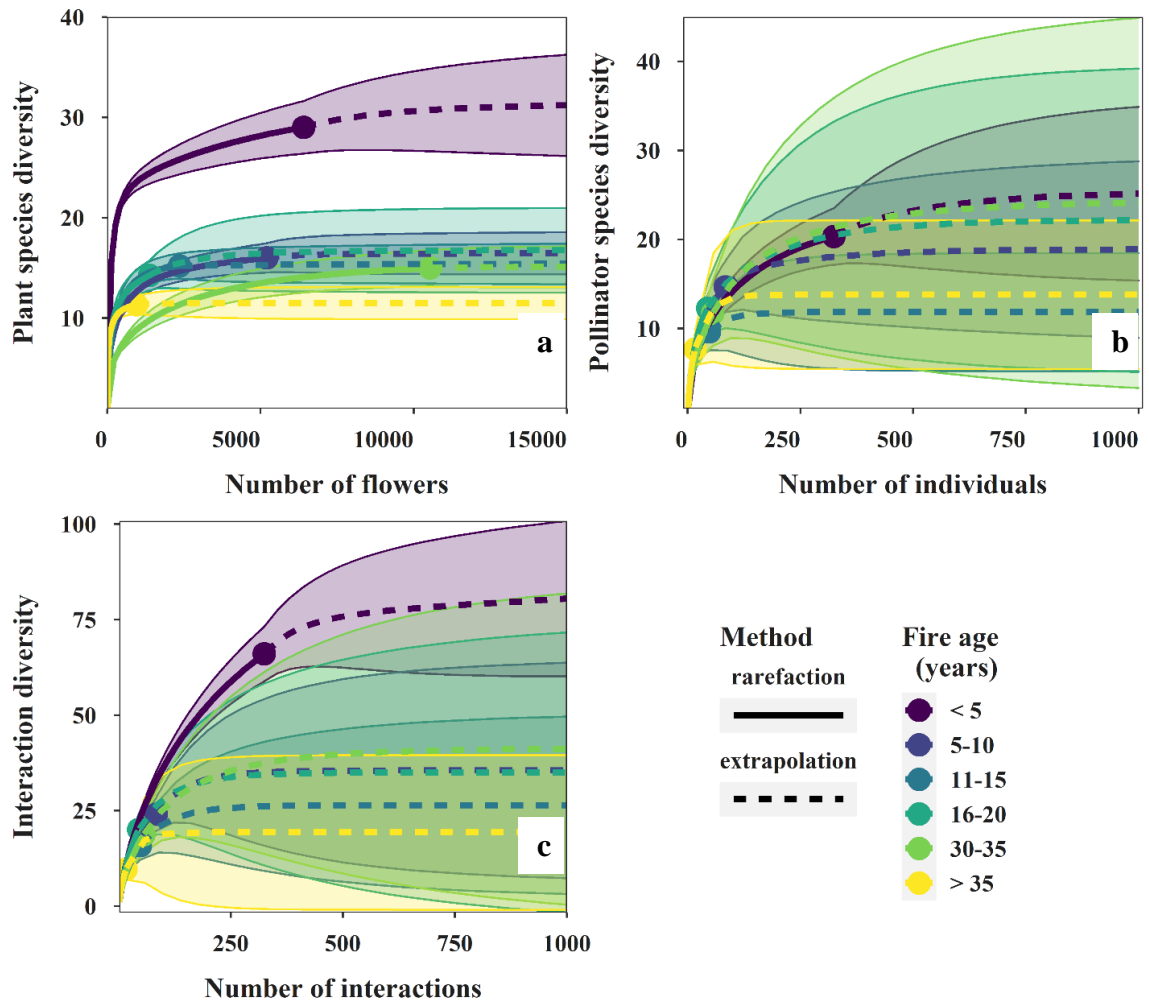 Plant species diversity
40
30
20
10
a
0 5000 10000 15000
Number of flowers
Pollinator species diversity
40
30
20
10
b
0 250 500 750 1000
Number of individuals
Interaction diversity
100
75
50
25
0
c
250 500 750 1000
Number of interactions
Method
rarefaction
extrapolation
Fire age
(years)
< 5
5-10
11-15
16-20
30-35
> 35